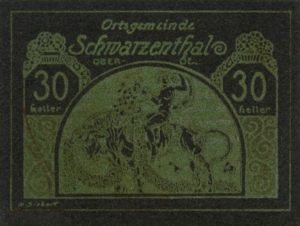 Ortsgemeinde
Schwarzenthal
OBER- Öt.
30 30
Heller Heller